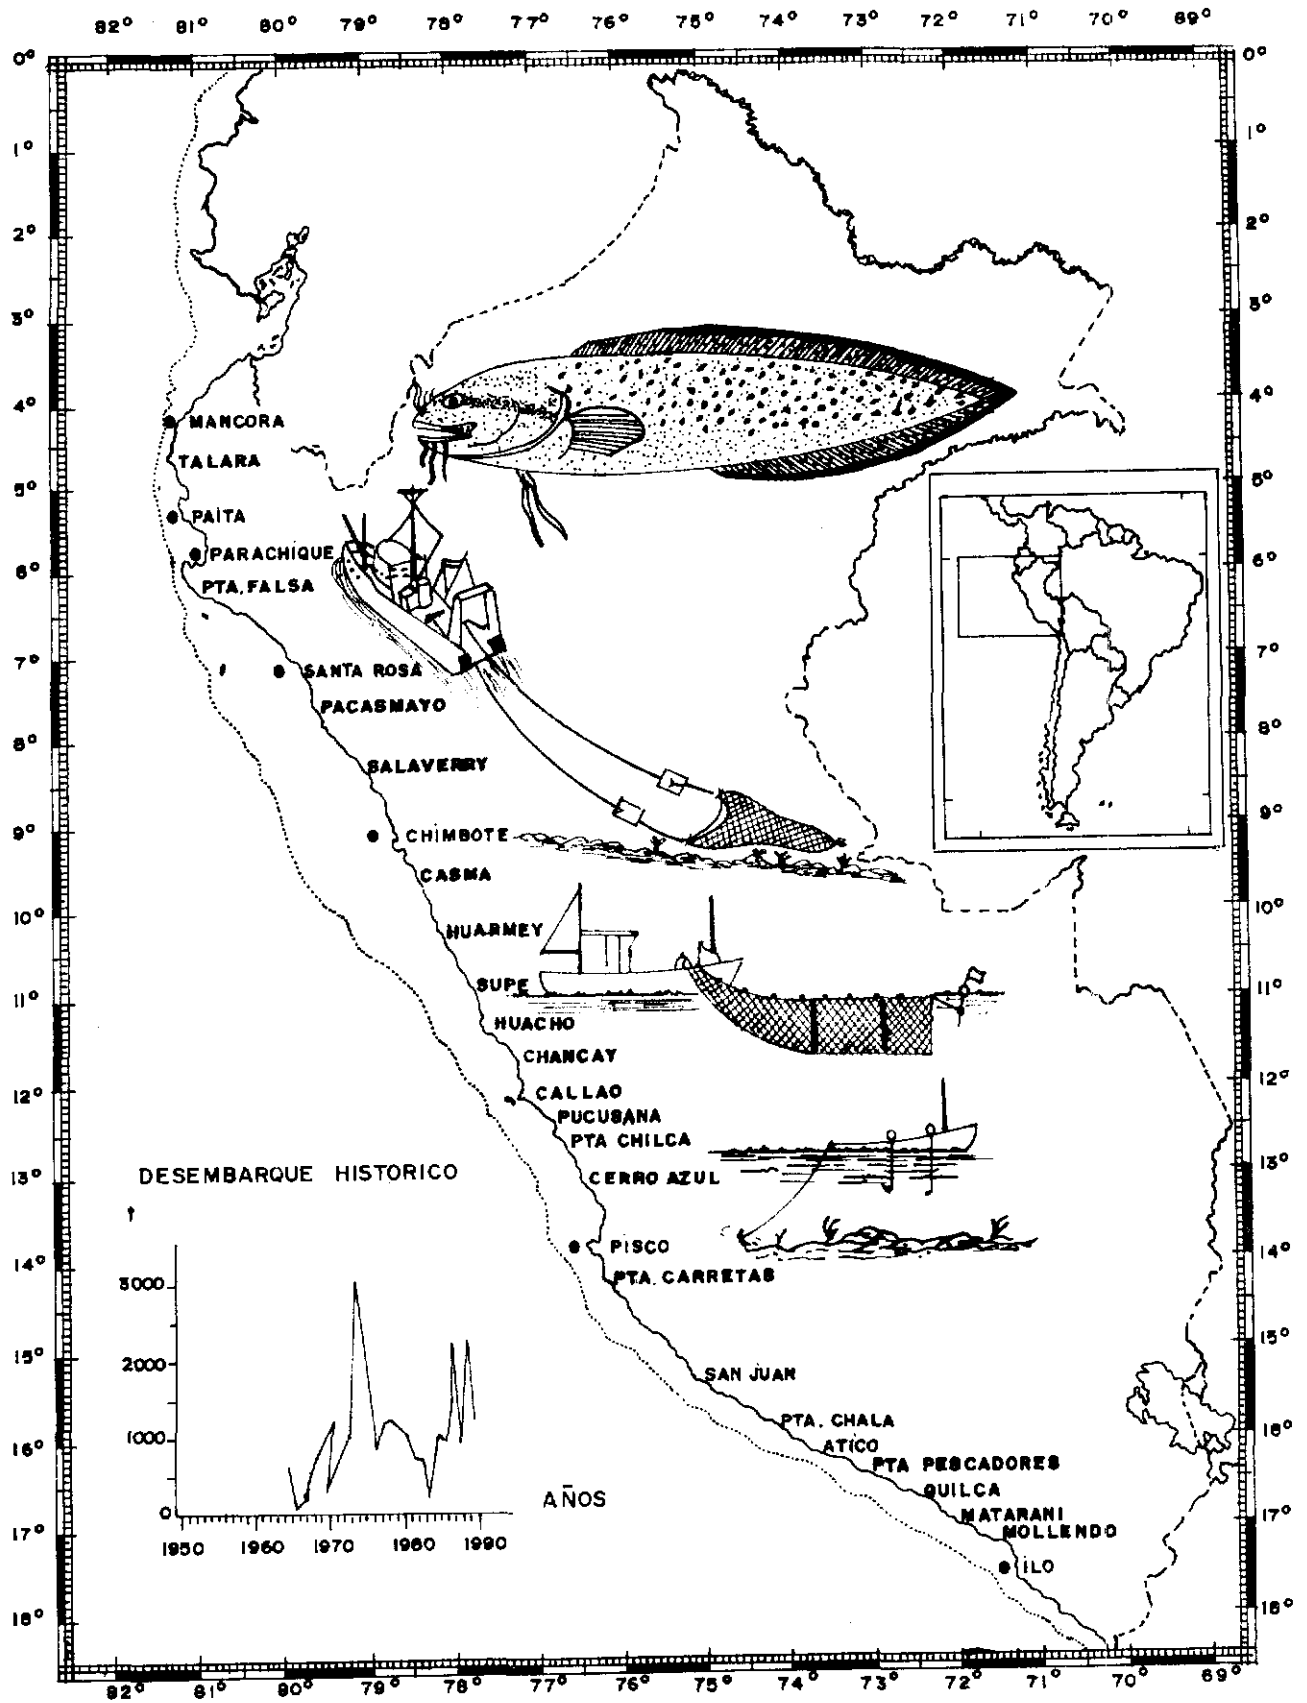 82° 81° 80° 79° 78° 77° 76° 75° 74° 73° 72° 71° 70° 69°
0° 0°
1° 1°
2° 2°
3° 3°
4° 4°
MANCORA
TALARA
5° 5°
PAITA
PARACHIQUE
6° 6°
PTA. FALSA
7° 7°
SANTA ROSA
PACASMAYO
8° 8°
SALAVERRY
9° 9°
CHIMBOTE
CASMA
10° 10°
HUARMEY
SUPE
11° 11°
HUACHO
CHANCAY
12° 12°
CALLAO
PUCUSANA
PTA CHILCA
13° 13°
CERRO AZUL
14° 14°
PISCO
PTA. CARRETAS
15° 15°
SAN JUAN
PTA. CHALA
16° 16°
ATICO
PTA PESCADORES
QUILCA
MATARANI
17° 17°
MOLLENDO
ILO
18° 18°
DESEMBARQUE HISTORICO
t
3000
2000
1000
0
AÑOS
1950 1960 1970 1980 1990
82° 81° 80° 79° 78° 77° 76° 75° 74° 73° 72° 71° 70° 69°